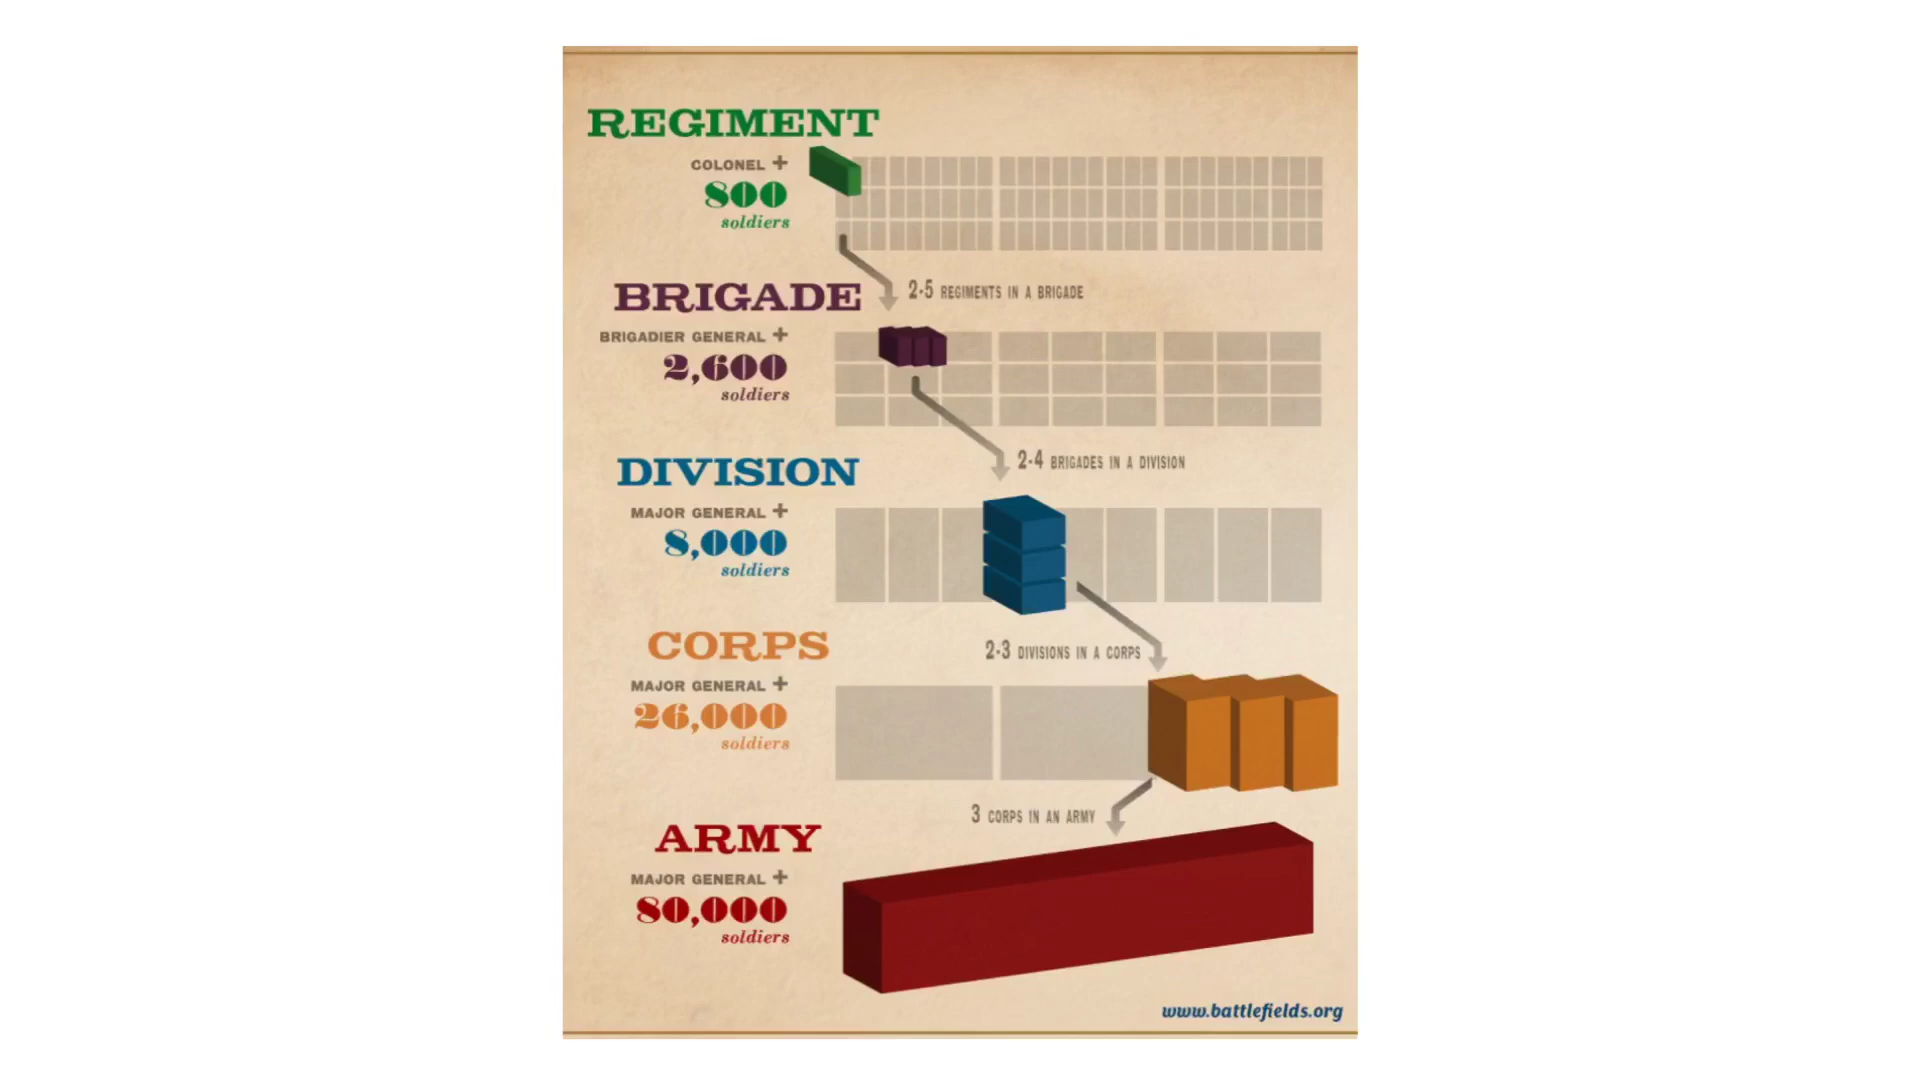 REGIMENT
COLONEL +
800
soldiers
2-5 REGIMENTS IN A BRIGADE
BRIGADE
BRIGADIER GENERAL +
2,600
soldiers
2-4 BRIGADES IN A DIVISION
DIVISION
MAJOR GENERAL +
8,000
soldiers
2-3 DIVISIONS IN A CORPS
CORPS
MAJOR GENERAL +
26,000
soldiers
3 CORPS IN AN ARMY
ARMY
MAJOR GENERAL +
80,000
soldiers
www.battlefields.org